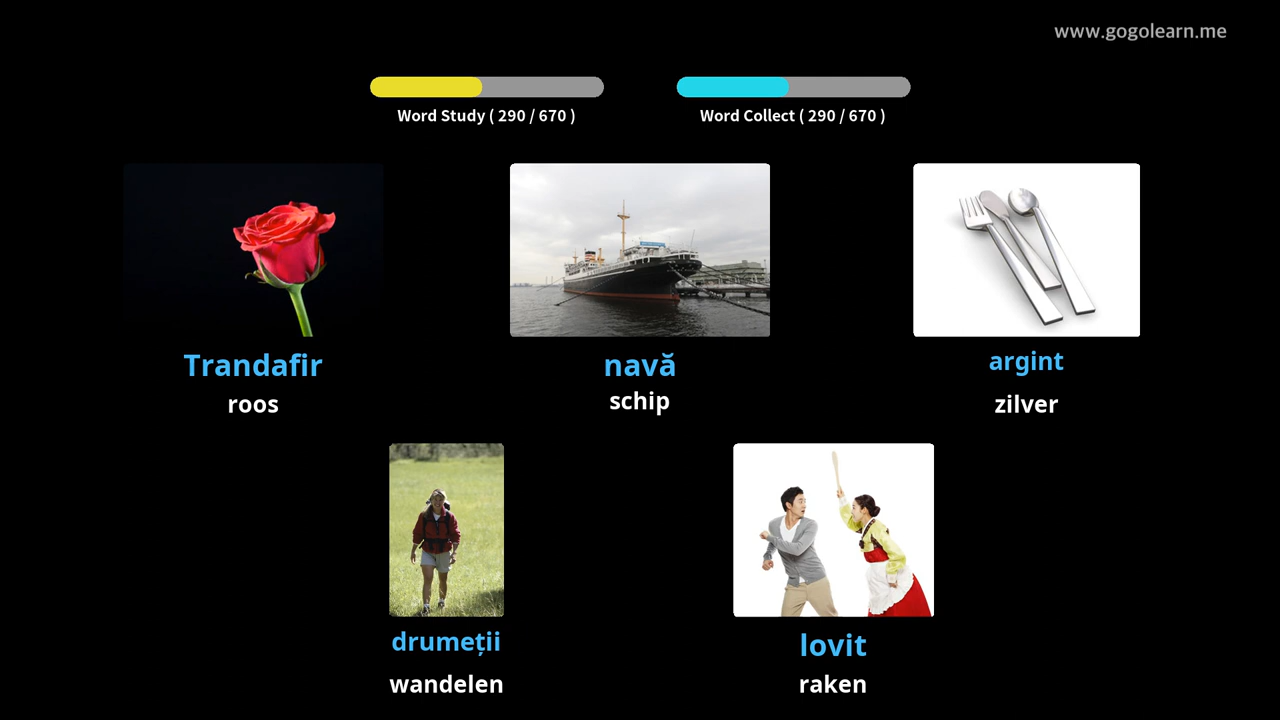 www.gogolearn.me
Word Study ( 290 / 670 )
Word Collect ( 290 / 670 )
Trandafir
roos
navă
schip
argint
zilver
drumeții
wandelen
lovit
raken